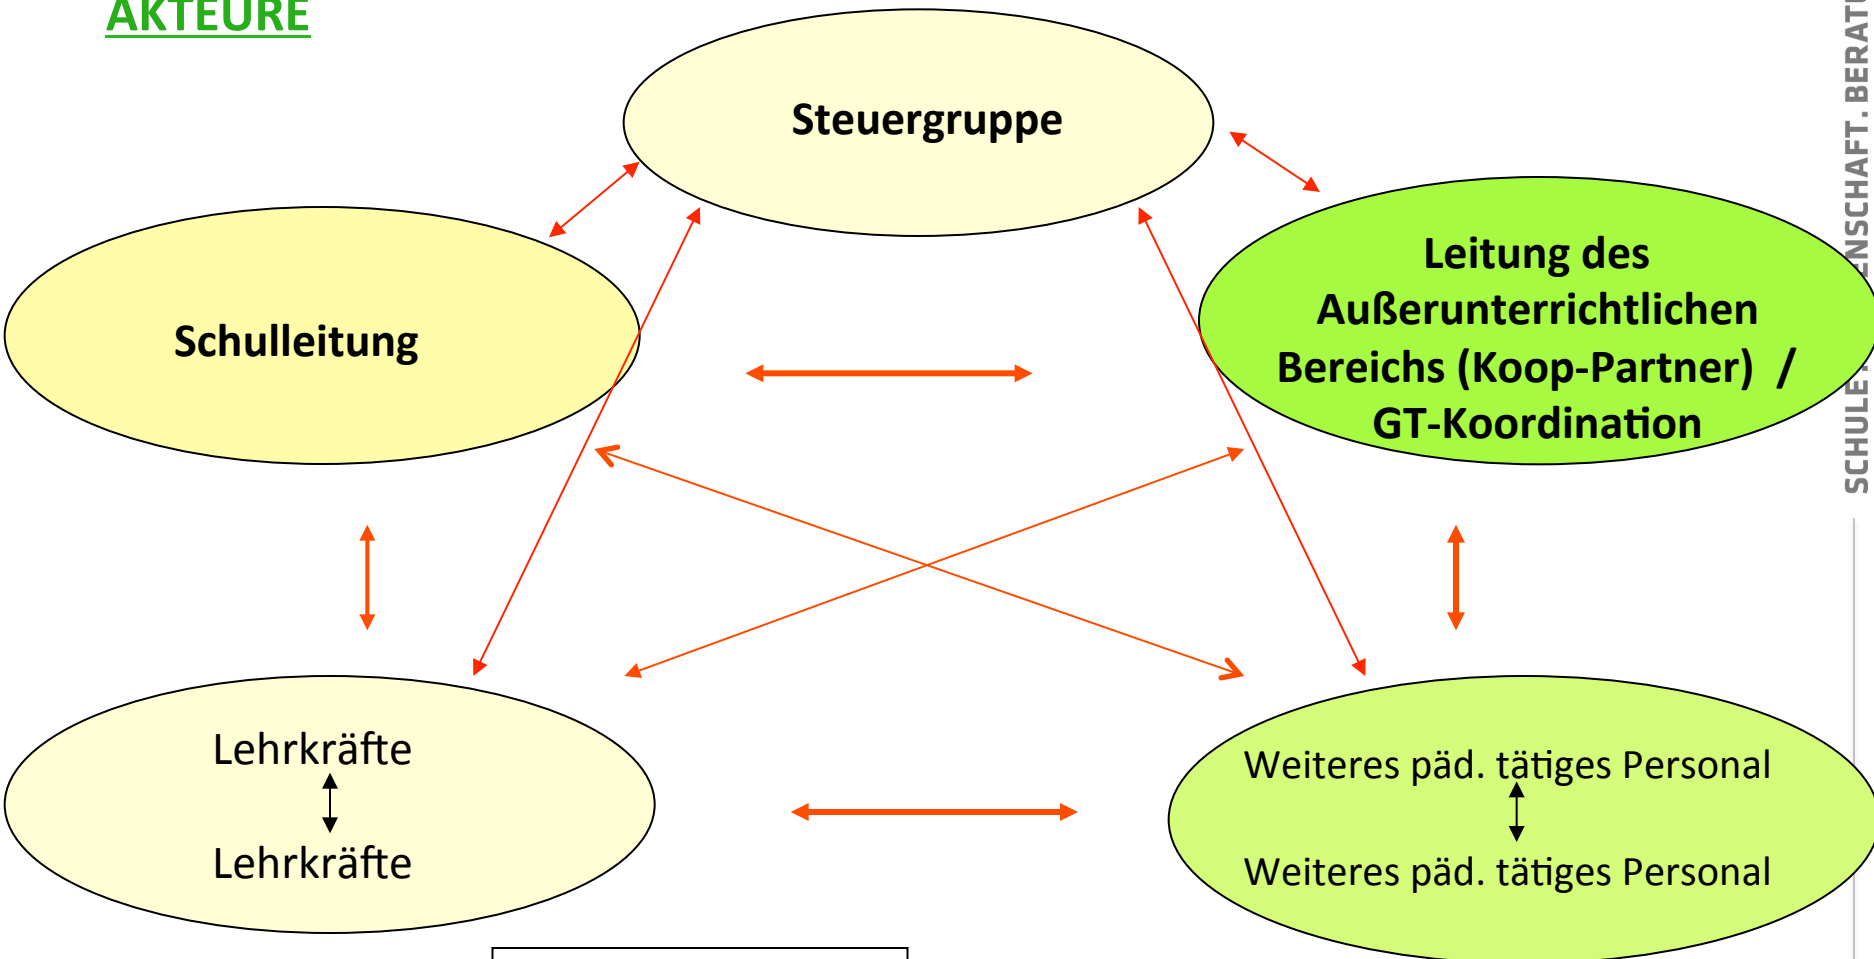 AKTEURE
Steuergruppe
Schulleitung
Leitung des
Außerunterrichtlichen
Bereichs (Koop-Partner) /
GT-Koordination
Lehrkräfte
Lehrkräfte
Weiteres päd. tätiges Personal
Weiteres päd. tätiges Personal
SCHULE.